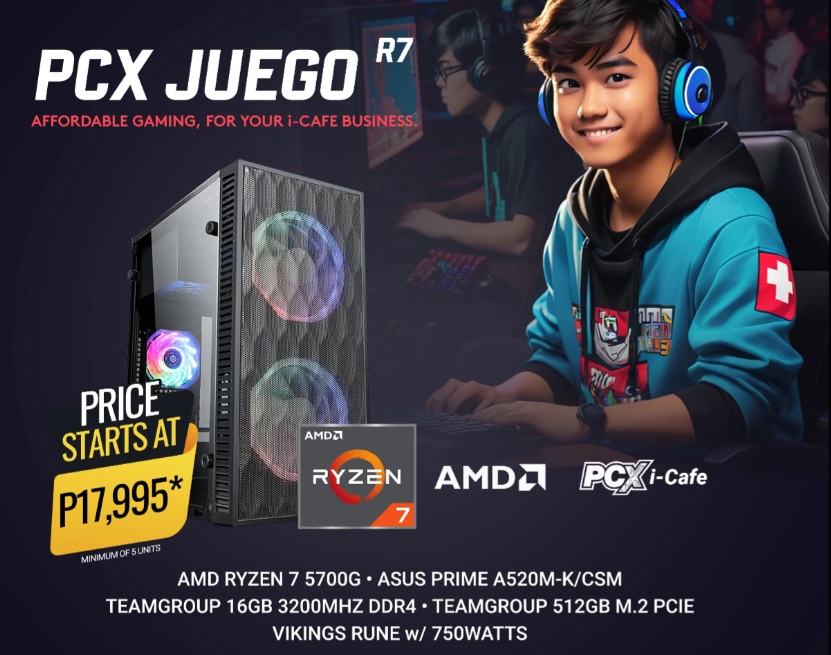 PCX JUEGO R7
AFFORDABLE GAMING, FOR YOUR i-CAFE BUSINESS.
PRICE
STARTS AT
P17,995*
MINIMUM OF 5 UNITS
AMD
RYZEN
7
AMD
PCX i-Cafe
AMD RYZEN 7 5700G • ASUS PRIME A520M-K/CSM
TEAMGROUP 16GB 3200MHZ DDR4 • TEAMGROUP 512GB M.2 PCIE
VIKINGS RUNE w/ 750WATTS